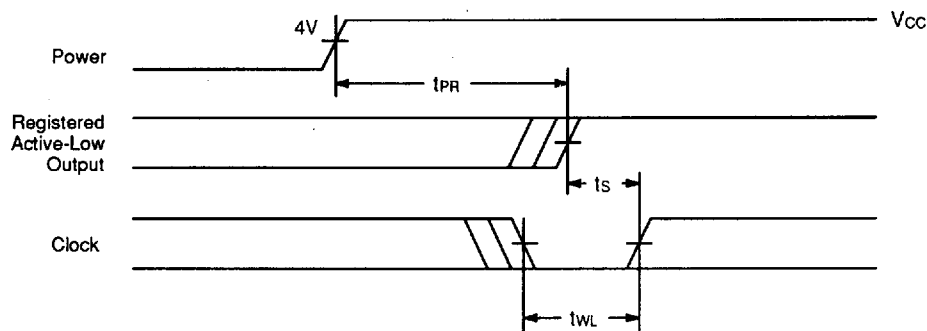 4V
VCC
Power
tPR
Registered
Active-Low
Output
tS
Clock
tWL